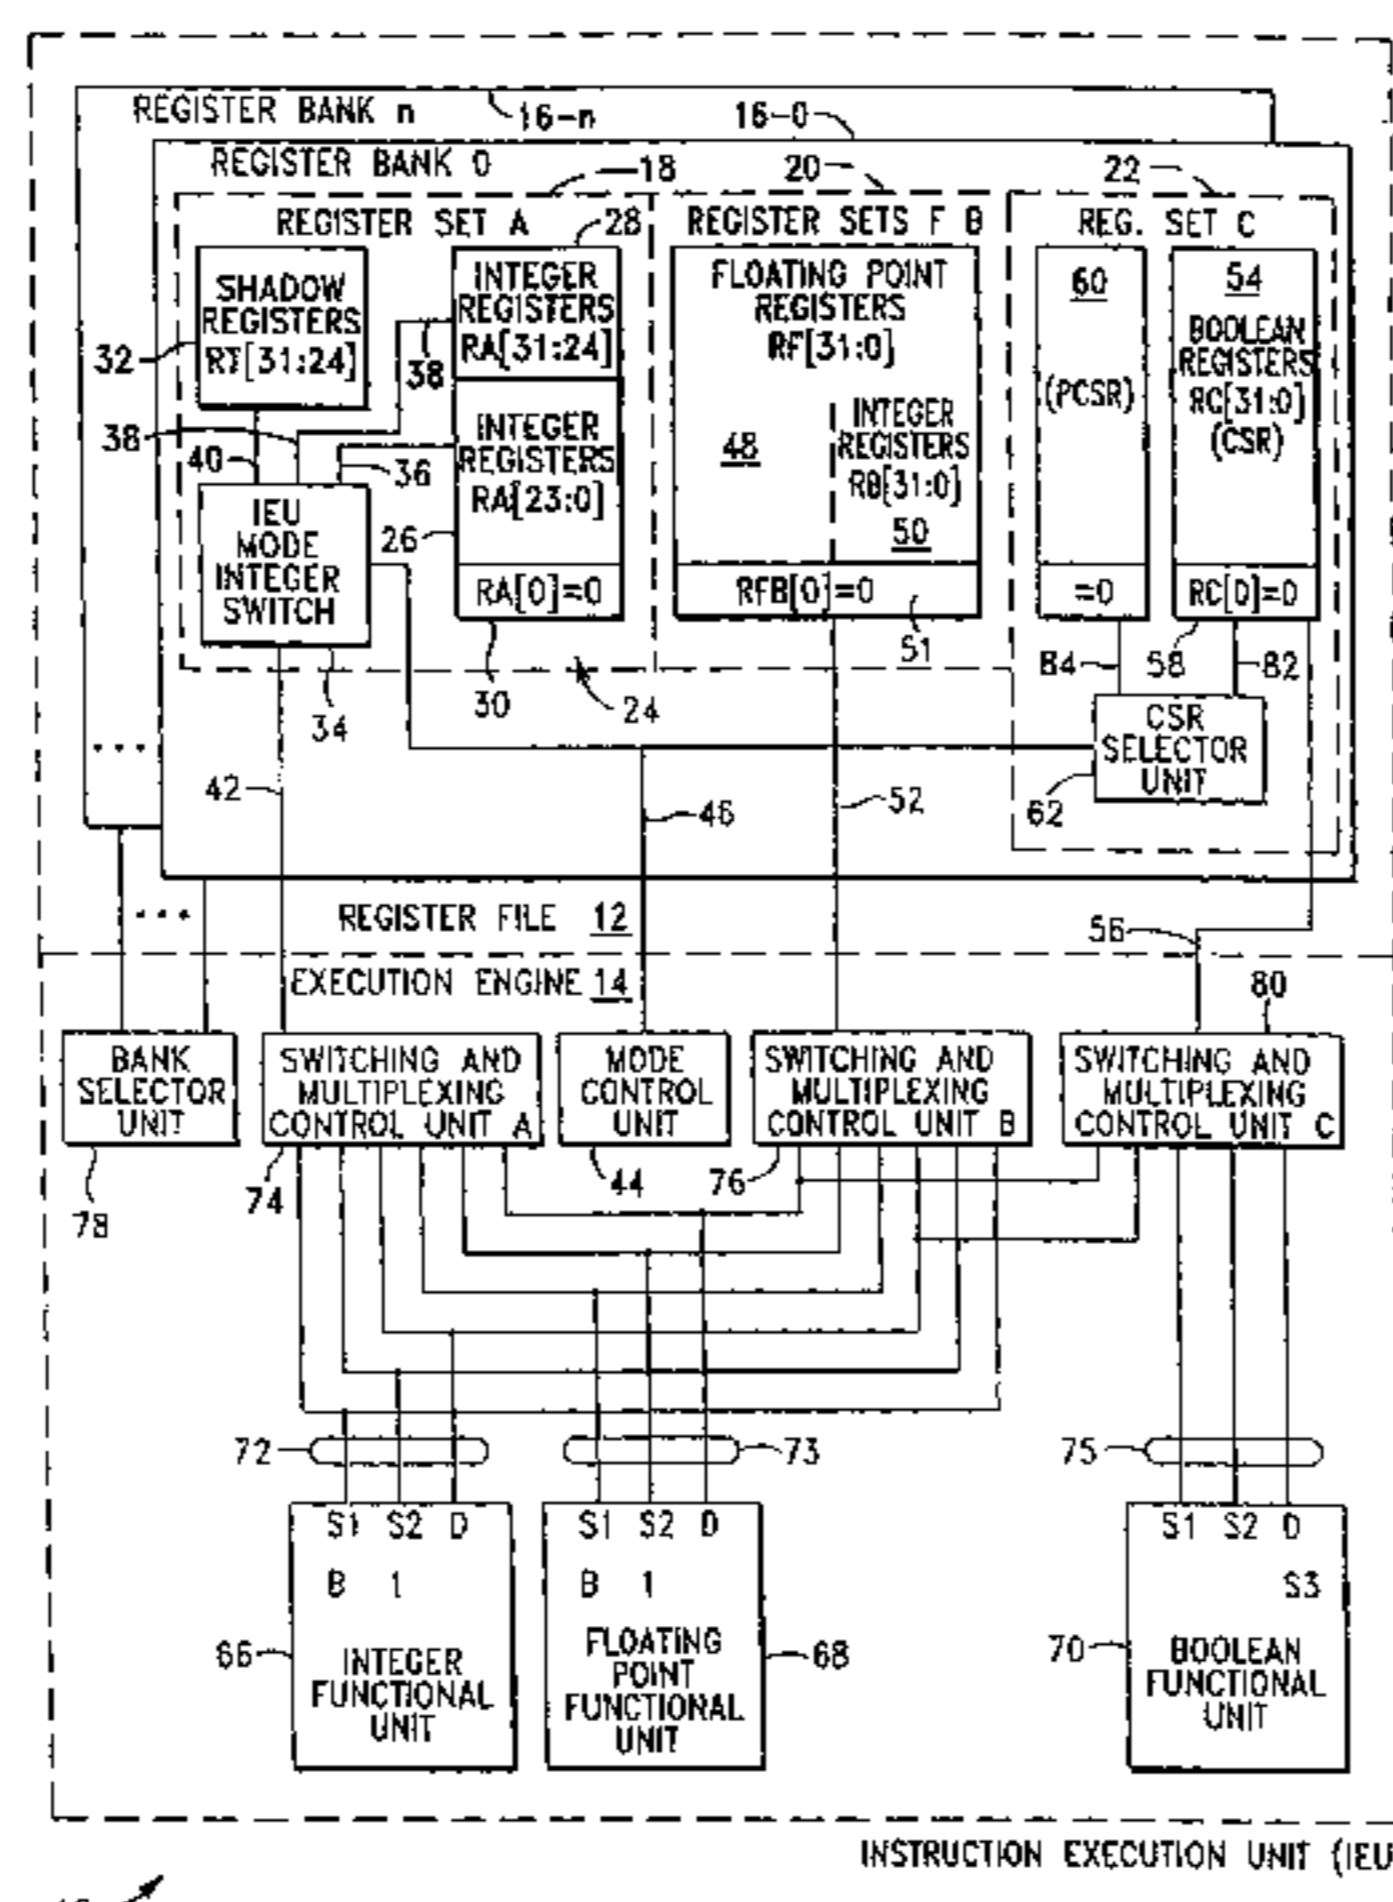 REGISTER BANK n
16-n
16-0
REGISTER BANK 0
18
20
22
REGISTER SET A
28
REGISTER SETS F B
REG. SET C
SHADOW
REGISTERS
RT[31:24]
32
INTEGER
REGISTERS
RA[31:24]
38
FLOATING POINT
REGISTERS
RF[31:0]
60
(PCSR)
54
BOOLEAN
REGISTERS
RC[31:0]
(CSR)
38
40
36
INTEGER
REGISTERS
RA[23:0]
26
48
INTEGER
REGISTERS
RB[31:0]
50
IEU
MODE
INTEGER
SWITCH
RA[0]=0
RFB[0]=0
51
=0
RC[0]=0
34
30
24
84
58
82
CSR
SELECTOR
UNIT
62
...
42
46
52
...
REGISTER FILE 12
56
EXECUTION ENGINE 14
80
BANK
SELECTOR
UNIT
SWITCHING AND
MULTIPLEXING
CONTROL UNIT A
MODE
CONTROL
UNIT
SWITCHING AND
MULTIPLEXING
CONTROL UNIT B
SWITCHING AND
MULTIPLEXING
CONTROL UNIT C
78
74
44
76
72
73
75
S1 S2 D
B 1
66
INTEGER
FUNCTIONAL
UNIT
S1 S2 D
B 1
FLOATING
POINT
FUNCTIONAL
UNIT
68
S1 S2 D
S3
70
BOOLEAN
FUNCTIONAL
UNIT
INSTRUCTION EXECUTION UNIT (IEU